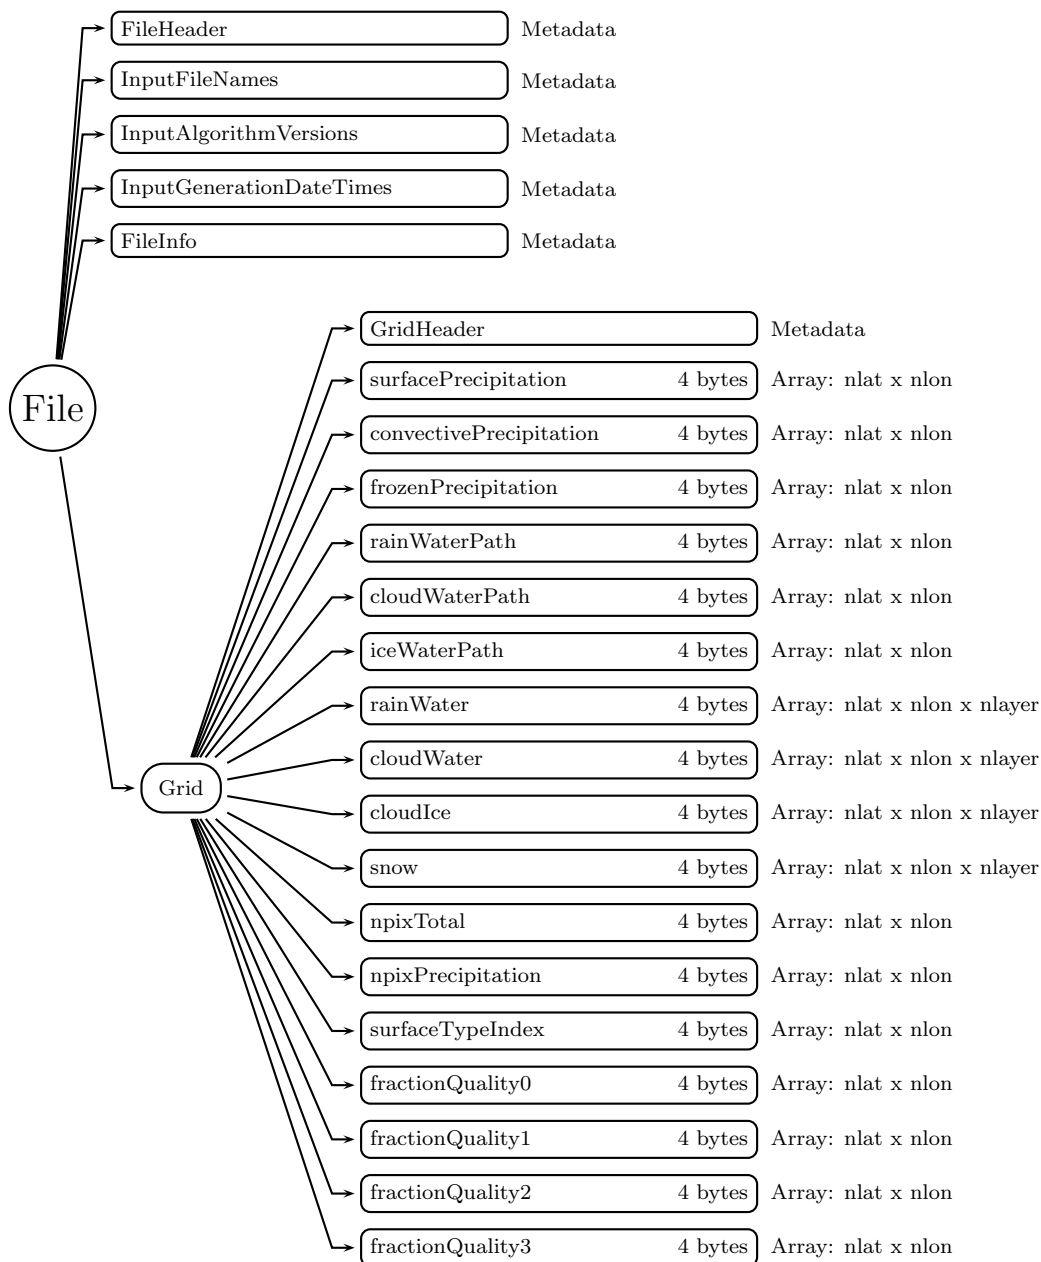 FileHeader Metadata
InputFileNames Metadata
InputAlgorithmVersions Metadata
InputGenerationDateTimes Metadata
FileInfo Metadata
File
GridHeader Metadata
surfacePrecipitation 4 bytes Array: nlat x nlon
convectivePrecipitation 4 bytes Array: nlat x nlon
frozenPrecipitation 4 bytes Array: nlat x nlon
rainWaterPath 4 bytes Array: nlat x nlon
cloudWaterPath 4 bytes Array: nlat x nlon
iceWaterPath 4 bytes Array: nlat x nlon
rainWater 4 bytes Array: nlat x nlon x nlayer
cloudWater 4 bytes Array: nlat x nlon x nlayer
Grid
cloudIce 4 bytes Array: nlat x nlon x nlayer
snow 4 bytes Array: nlat x nlon x nlayer
npixTotal 4 bytes Array: nlat x nlon
npixPrecipitation 4 bytes Array: nlat x nlon
surfaceTypeIndex 4 bytes Array: nlat x nlon
fractionQuality0 4 bytes Array: nlat x nlon
fractionQuality1 4 bytes Array: nlat x nlon
fractionQuality2 4 bytes Array: nlat x nlon
fractionQuality3 4 bytes Array: nlat x nlon